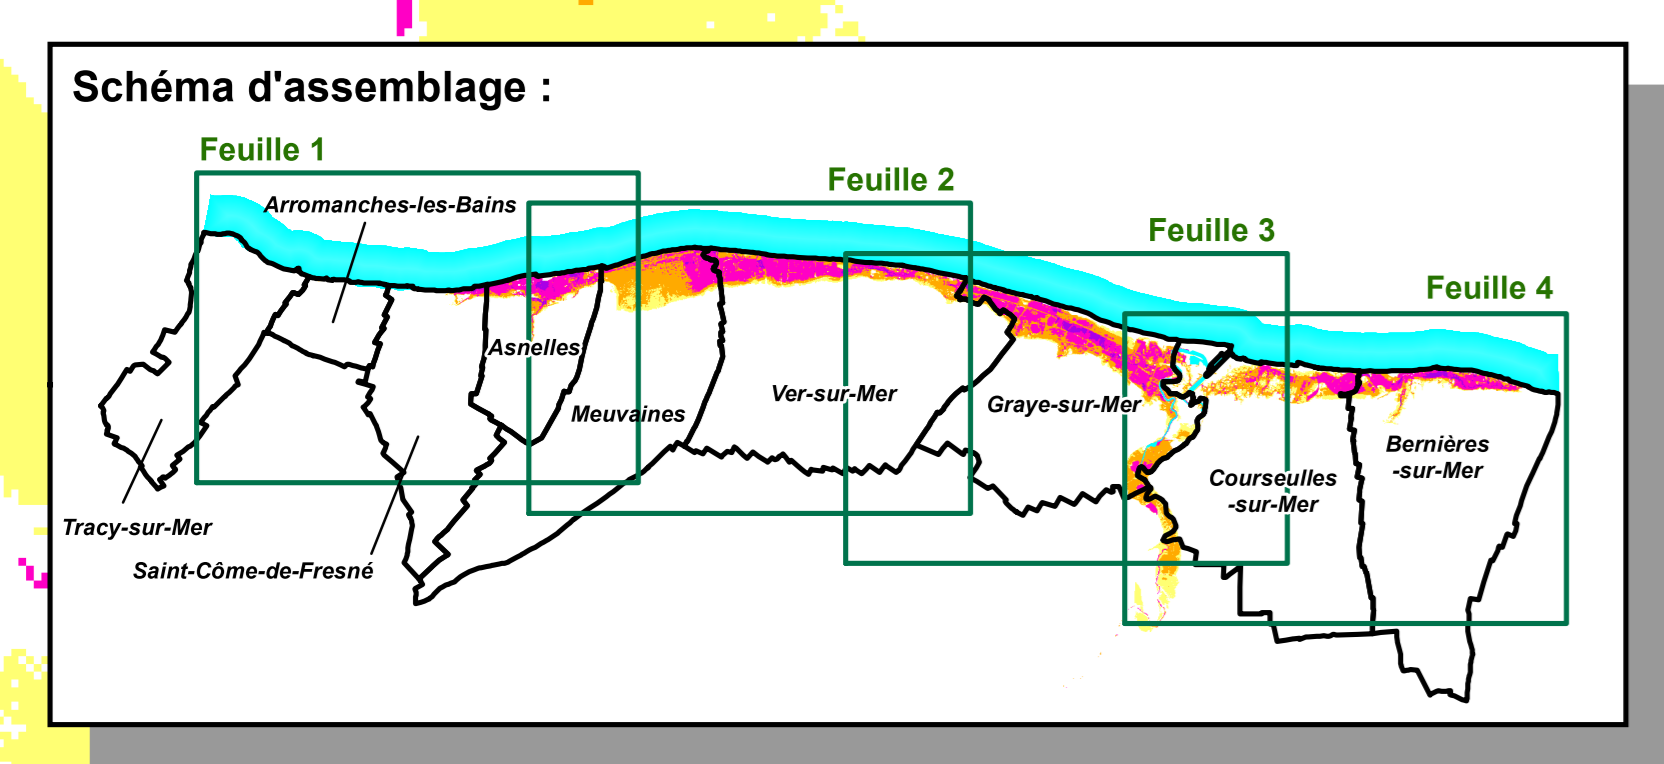 Schéma d'assemblage :
Feuille 1
Feuille 2
Feuille 3
Feuille 4
Arromanches-les-Bains
Asnelles
Meuvaines
Ver-sur-Mer
Graye-sur-Mer
Bernières
-sur-Mer
Courseulles
-sur-Mer
Tracy-sur-Mer
Saint-Côme-de-Fresné